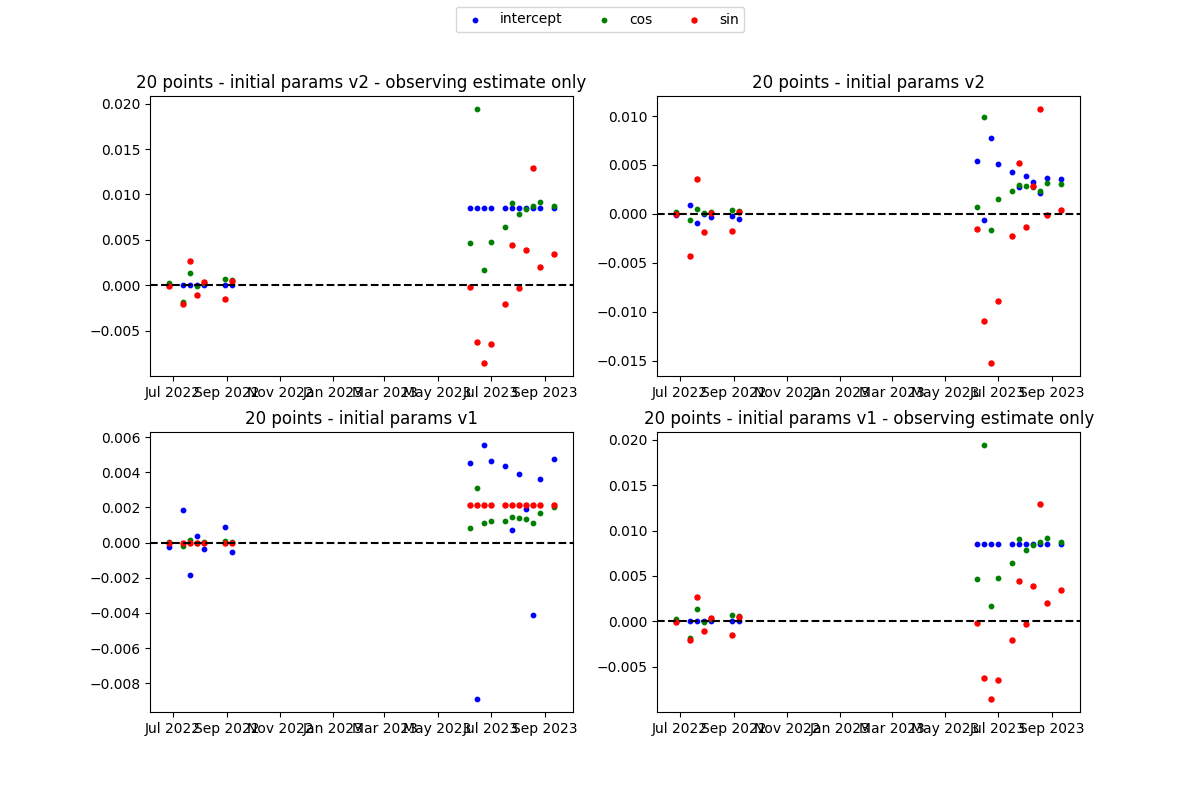 intercept cos sin
20 points - initial params v2 - observing estimate only
0.020
0.015
0.010
0.005
0.000
−0.005
Jul 2022 Sep 2022 Nov 2022 Jan 2023 Mar 2023 May 2023 Jul 2023 Sep 2023
20 points - initial params v2
0.010
0.005
0.000
−0.005
−0.010
−0.015
Jul 2022 Sep 2022 Nov 2022 Jan 2023 Mar 2023 May 2023 Jul 2023 Sep 2023
20 points - initial params v1
0.006
0.004
0.002
0.000
−0.002
−0.004
−0.006
−0.008
Jul 2022 Sep 2022 Nov 2022 Jan 2023 Mar 2023 May 2023 Jul 2023 Sep 2023
20 points - initial params v1 - observing estimate only
0.020
0.015
0.010
0.005
0.000
−0.005
Jul 2022 Sep 2022 Nov 2022 Jan 2023 Mar 2023 May 2023 Jul 2023 Sep 2023